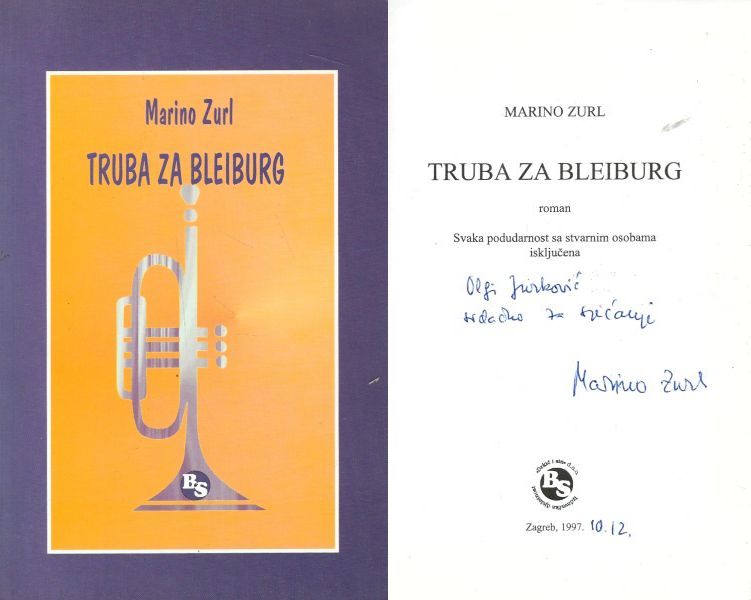 Marino Zurl
TRUBA ZA BLEIBURG
BS
MARINO ZURL
TRUBA ZA BLEIBURG
roman
Svaka podudarnost sa stvarnim osobama
isključena
Olgi Jurković
srdačno za sjećanje
Marino Zurl
BS
Zagreb, 1997. 10.12.